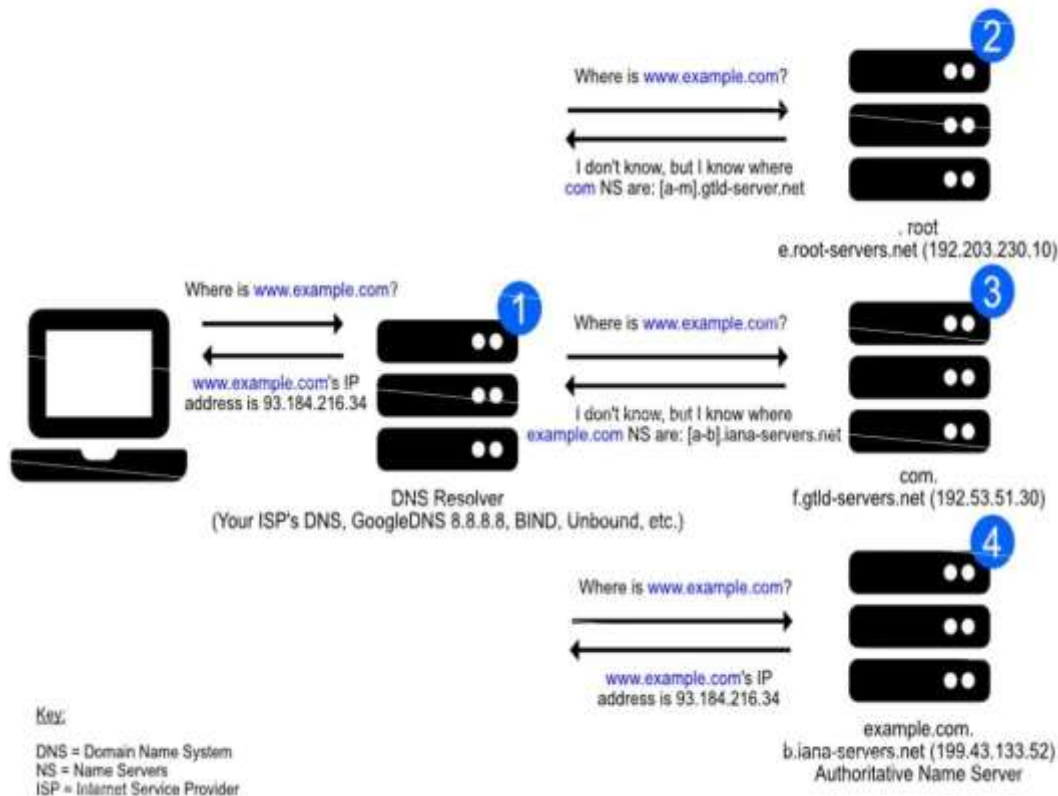 2
Where is www.example.com?
I don't know, but I know where
com NS are: [a-m].gtld-server.net
. root
e.root-servers.net (192.203.230.10)
Where is www.example.com?
1
www.example.com's IP
address is 93.184.216.34
DNS Resolver
(Your ISP's DNS, GoogleDNS 8.8.8.8, BIND, Unbound, etc.)
3
Where is www.example.com?
I don't know, but I know where
example.com NS are: [a-b].iana-servers.net
com.
f.gtld-servers.net (192.53.51.30)
4
Where is www.example.com?
www.example.com's IP
address is 93.184.216.34
example.com.
b.iana-servers.net (199.43.133.52)
Authoritative Name Server
Key:
DNS = Domain Name System
NS = Name Servers
ISP = Internet Service Provider